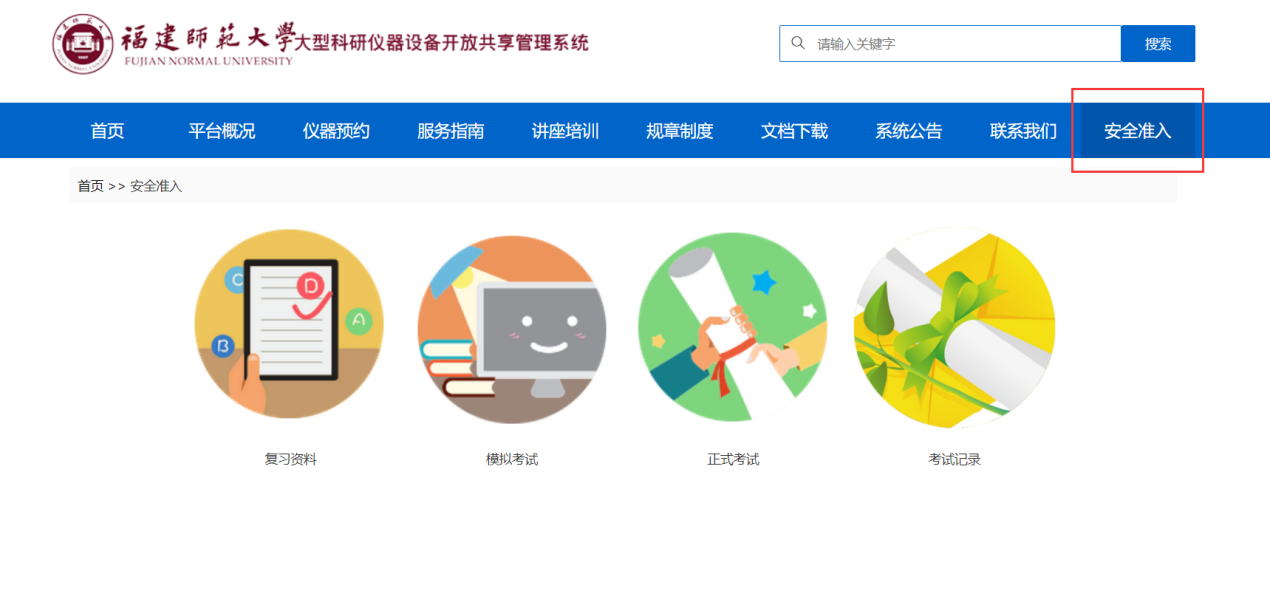 福建師範大學大型科研仪器设备开放共享管理系统
FUJIAN NORMAL UNIVERSITY
请输入关键字 搜索
首页 平台概况 仪器预约 服务指南 讲座培训 规章制度 文档下载 系统公告 联系我们 安全准入
首页 >> 安全准入
C D A B
复习资料 模拟考试 正式考试 考试记录